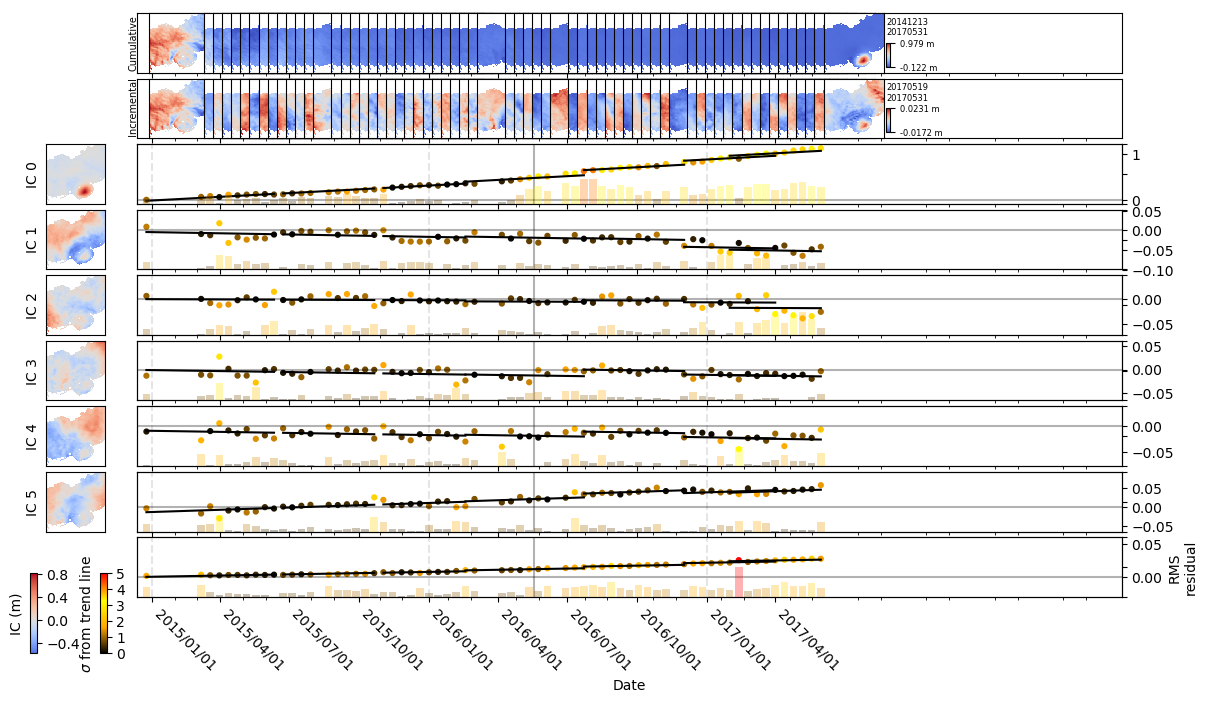 Cumulative
20141213
20170531
0.979 m
-0.122 m
Incremental
20170519
20170531
0.0231 m
-0.0172 m
IC 0
1
0
IC 1
0.05
0.00
−0.05
−0.10
IC 2
0.00
−0.05
IC 3
0.05
0.00
−0.05
IC 4
0.00
−0.05
IC 5
0.05
0.00
−0.05
0.05
0.00
RMS
residual
IC (m)
0.8
0.4
0.0
−0.4
σ from trend line
5
4
3
2
1
0
2015/01/01
2015/04/01
2015/07/01
2015/10/01
2016/01/01
2016/04/01
2016/07/01
2016/10/01
2017/01/01
2017/04/01
Date